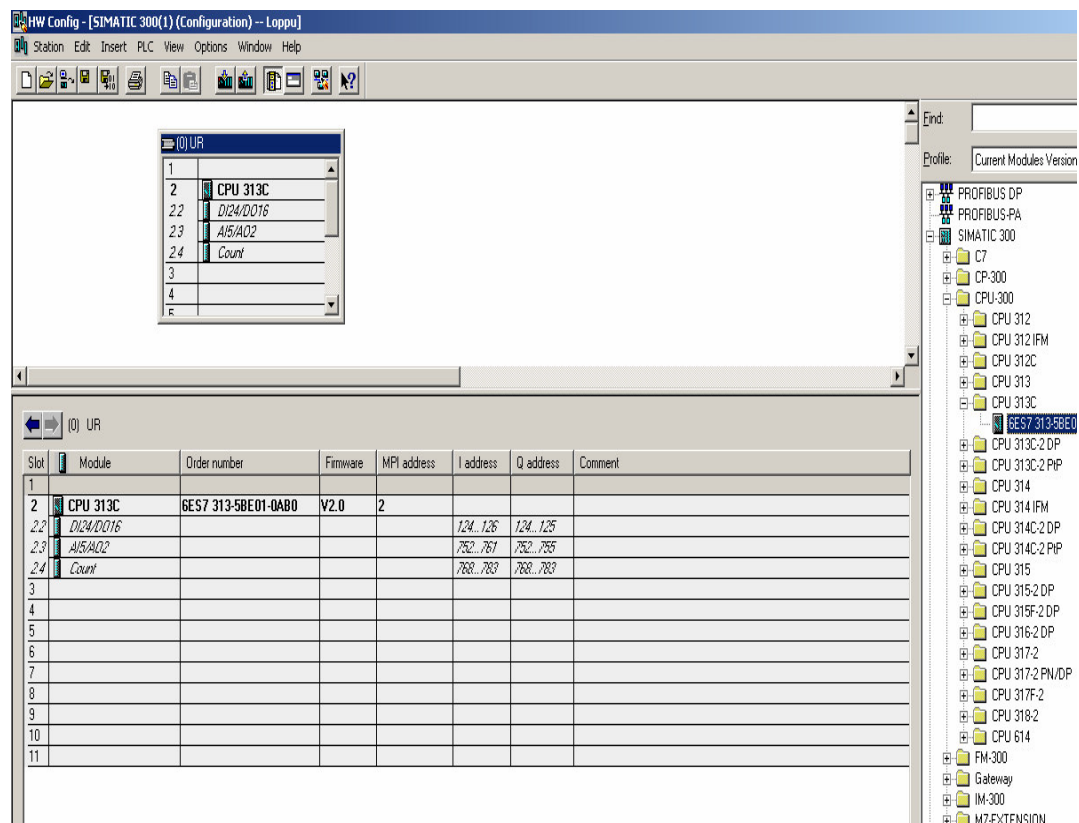 HW Config - [SIMATIC 300(1) (Configuration) -- Loppu]
Station Edit Insert PLC View Options Window Help
(0) UR
1
2 CPU 313C
2.2 DI24/DO16
2.3 AI5/AO2
2.4 Count
3
4
5
Find:
Profile: Current Modules Version
PROFIBUS DP
PROFIBUS-PA
SIMATIC 300
C7
CP-300
CPU-300
CPU 312
CPU 312 IFM
CPU 312C
CPU 313
CPU 313C
6ES7 313-5BE0
CPU 313C-2 DP
CPU 313C-2 PtP
CPU 314
CPU 314 IFM
CPU 314C-2 DP
CPU 314C-2 PtP
CPU 315
CPU 315-2 DP
CPU 315F-2 DP
CPU 316-2 DP
CPU 317-2
CPU 317-2 PN/DP
CPU 317F-2
CPU 318-2
CPU 614
FM-300
Gateway
IM-300
M7-EXTENSION
(0) UR
Slot Module Order number Firmware MPI address I address Q address Comment
1
2 CPU 313C 6ES7 313-5BE01-0AB0 V2.0 2
2.2 DI24/DO16 124...126 124...125
2.3 AI5/AO2 752...761 752...755
2.4 Count 768...783 768...783
3
4
5
6
7
8
9
10
11